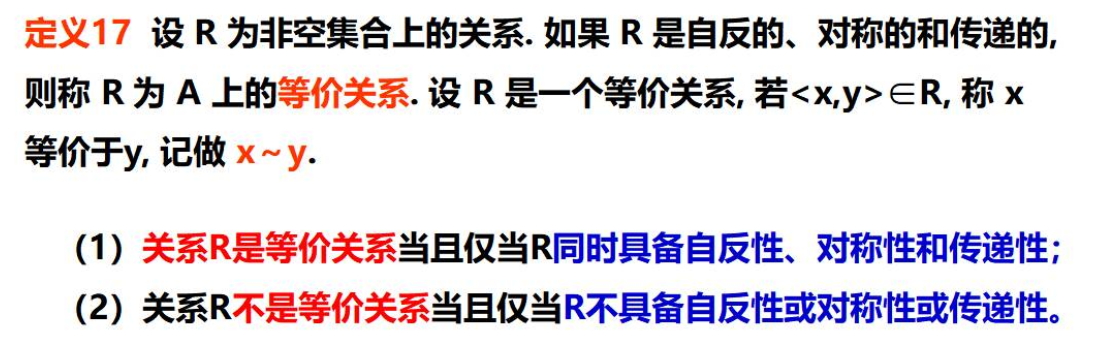 定义17 设 R 为非空集合上的关系. 如果 R 是自反的、对称的和传递的,
则称 R 为 A 上的等价关系. 设 R 是一个等价关系, 若<x,y>∈R, 称 x
等价于y, 记做 x～y.
（1）关系R是等价关系当且仅当R同时具备自反性、对称性和传递性；
（2）关系R不是等价关系当且仅当R不具备自反性或对称性或传递性。